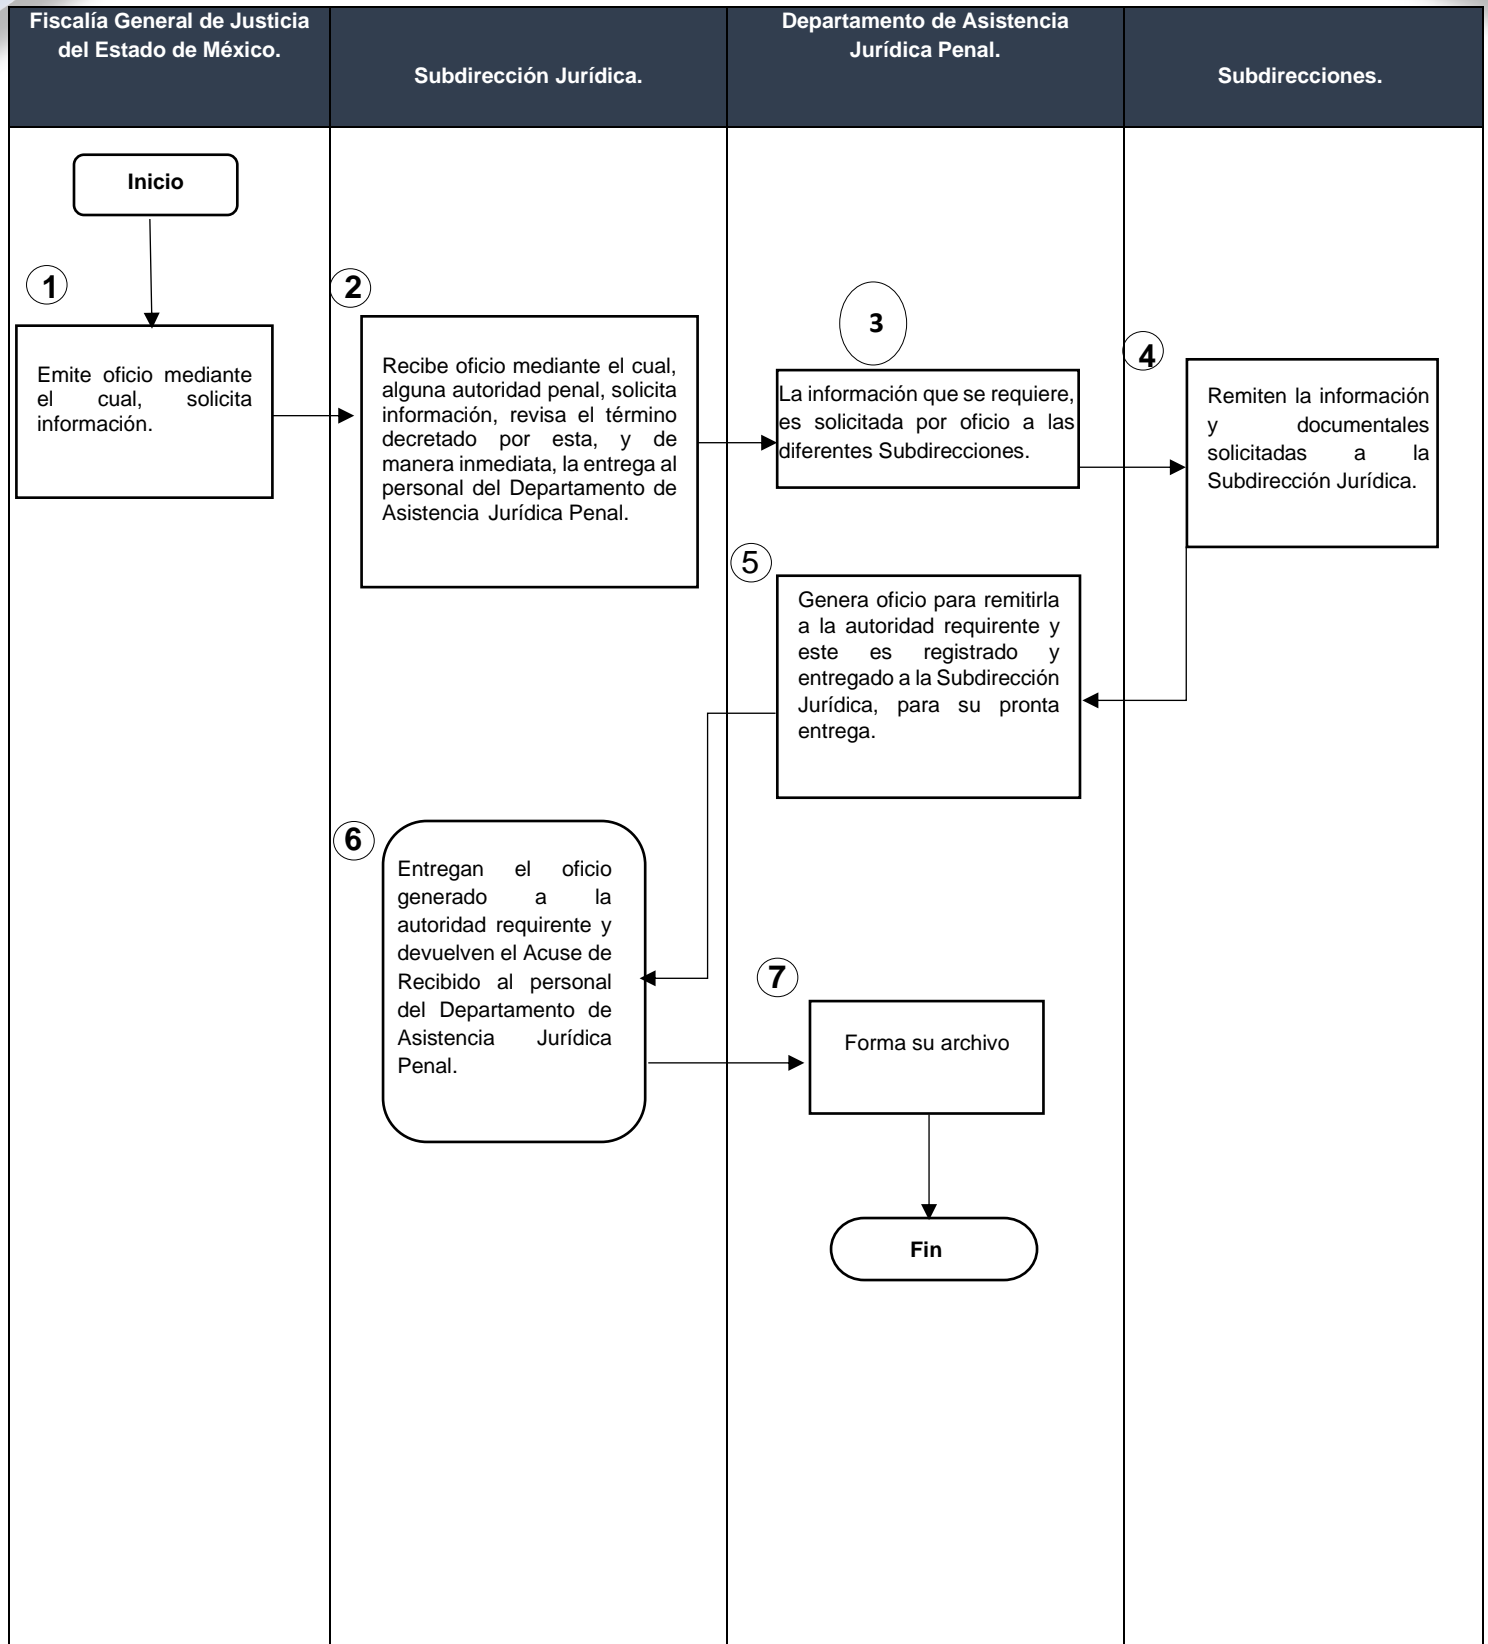 Fiscalía General de Justicia
del Estado de México.
Subdirección Jurídica.
Departamento de Asistencia
Jurídica Penal.
Subdirecciones.
Inicio
1
Emite oficio mediante
el cual, solicita
información.
2
Recibe oficio mediante el cual,
alguna autoridad penal, solicita
información, revisa el término
decretado por esta, y de
manera inmediata, la entrega al
personal del Departamento de
Asistencia Jurídica Penal.
3
La información que se requiere,
es solicitada por oficio a las
diferentes Subdirecciones.
4
Remiten la información
y documentales
solicitadas a la
Subdirección Jurídica.
5
Genera oficio para remitirla
a la autoridad requirente y
este es registrado y
entregado a la Subdirección
Jurídica, para su pronta
entrega.
6
Entregan el oficio
generado a la
autoridad requirente y
devuelven el Acuse de
Recibido al personal
del Departamento de
Asistencia Jurídica
Penal.
7
Forma su archivo
Fin